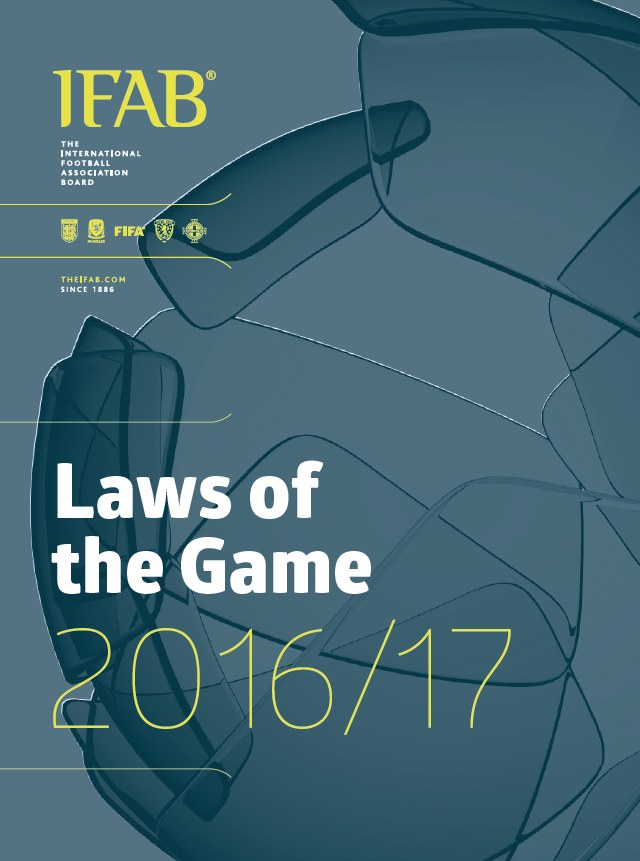 IFAB®
THE
INTERNATIONAL
FOOTBALL
ASSOCIATION
BOARD
FIFA®
THEIFAB.COM
SINCE 1886
Laws of
the Game
2016/17